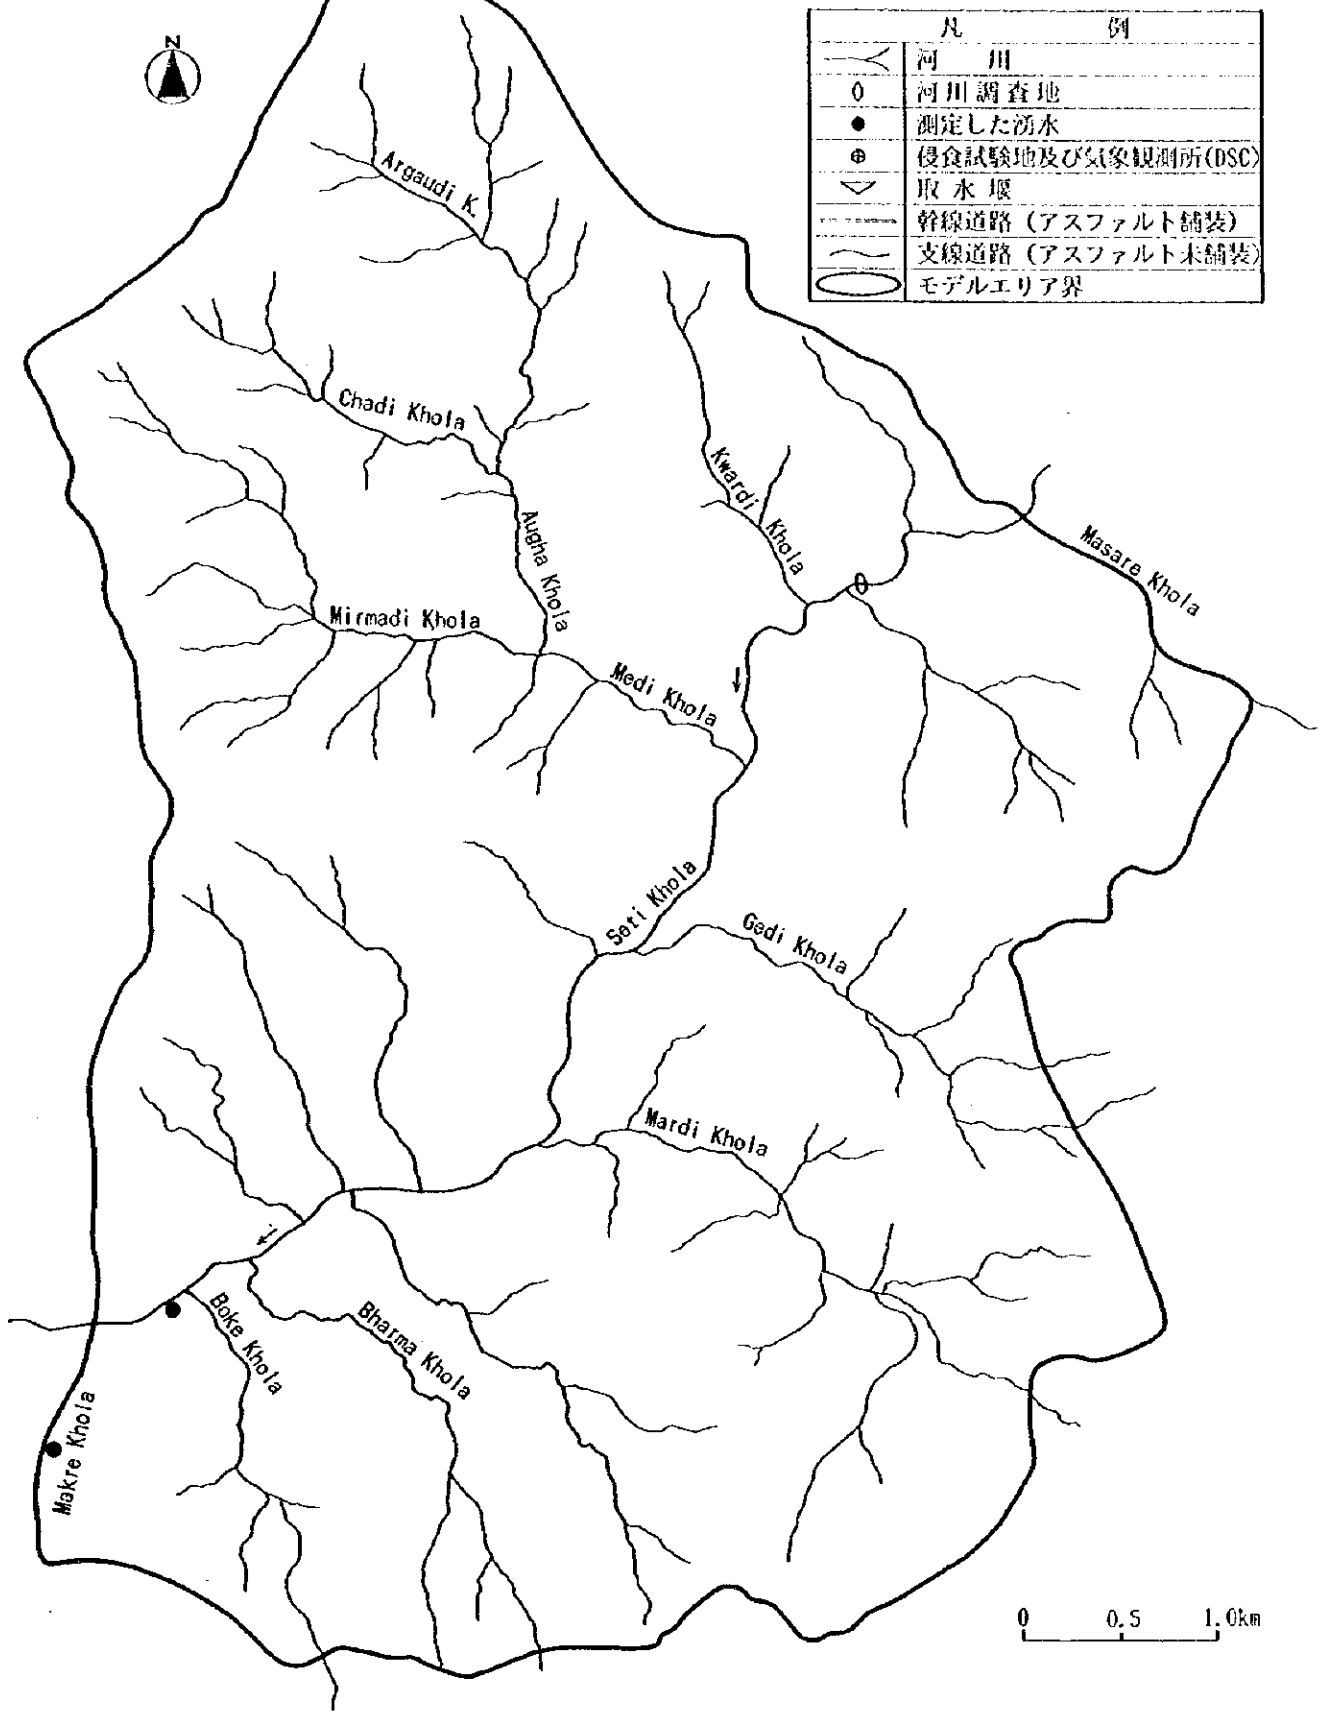 N
凡 例
河 川
河川調査地
測定した湧水
侵食試験地及び気象観測所(DSC)
取水堰
幹線道路(アスファルト舗装)
支線道路(アスファルト未舗装)
モデルエリア界
Argaudi K.
Chadi Khola
Kwardi Khola
Augha Khola
Masare Khola
Mirmadi Khola
Medi Khola
Seti Khola
Gedi Khola
Mardi Khola
Boke Khola
Bharma Khola
Makre Khola
0 0.5 1.0km